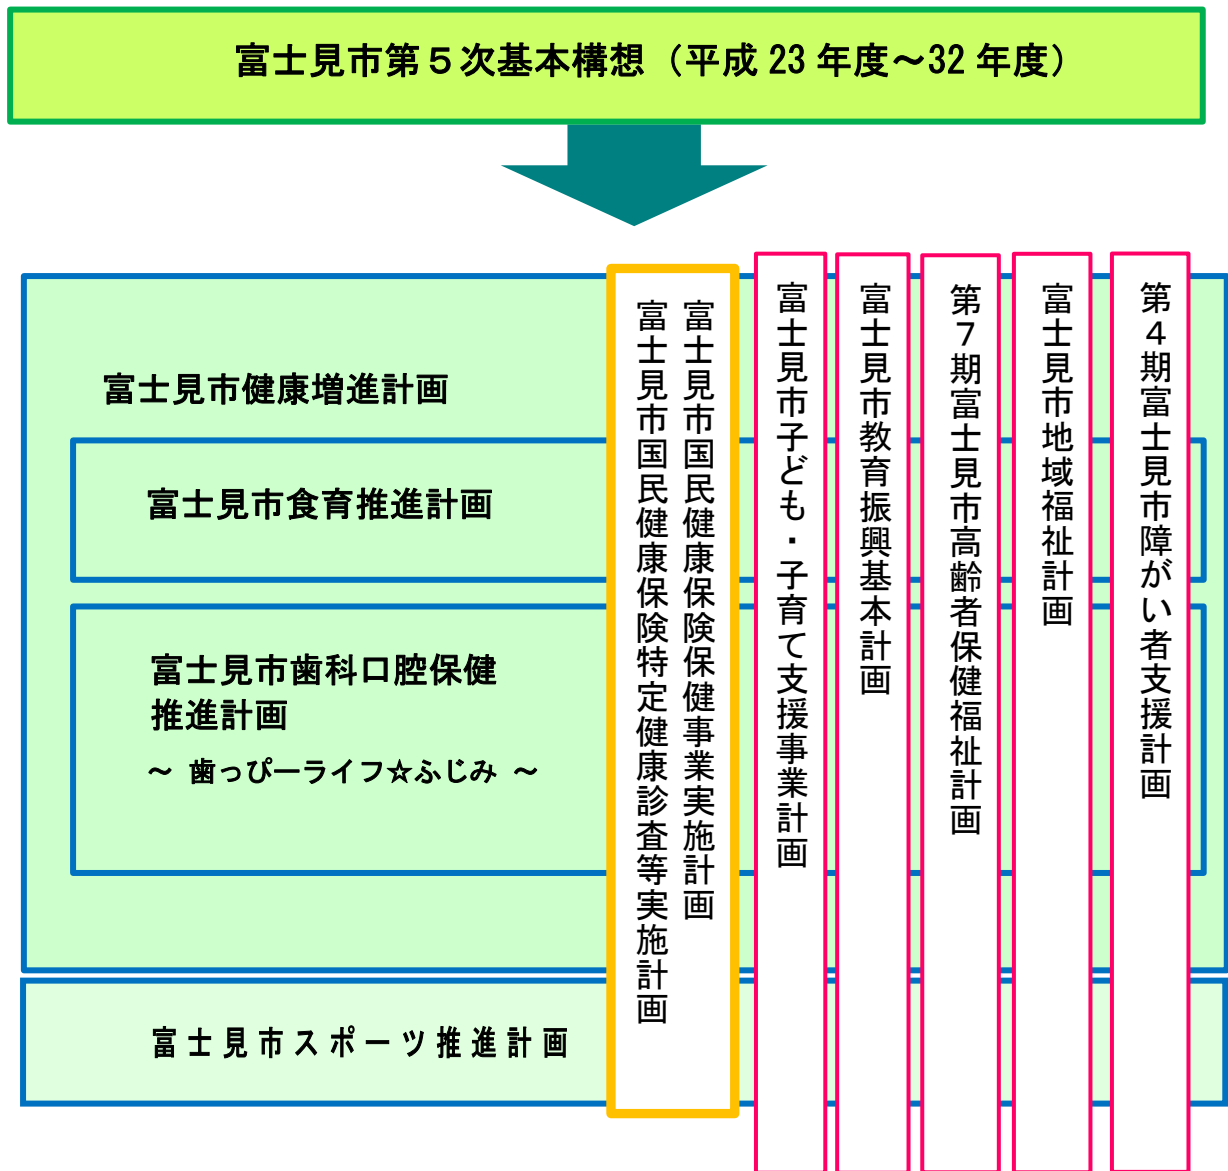 富士見市第５次基本構想（平成 23 年度～32 年度）
富士見市健康増進計画
富士見市食育推進計画
富士見市歯科口腔保健
推進計画
～ 歯っぴーライフ☆ふじみ ～
富士見市スポーツ推進計画
富士見市国民健康保険保健事業実施計画
富士見市国民健康保険特定健康診査等実施計画
富士見市子ども・子育て支援事業計画
富士見市教育振興基本計画
第７期富士見市高齢者保健福祉計画
富士見市地域福祉計画
第４期富士見市障がい者支援計画